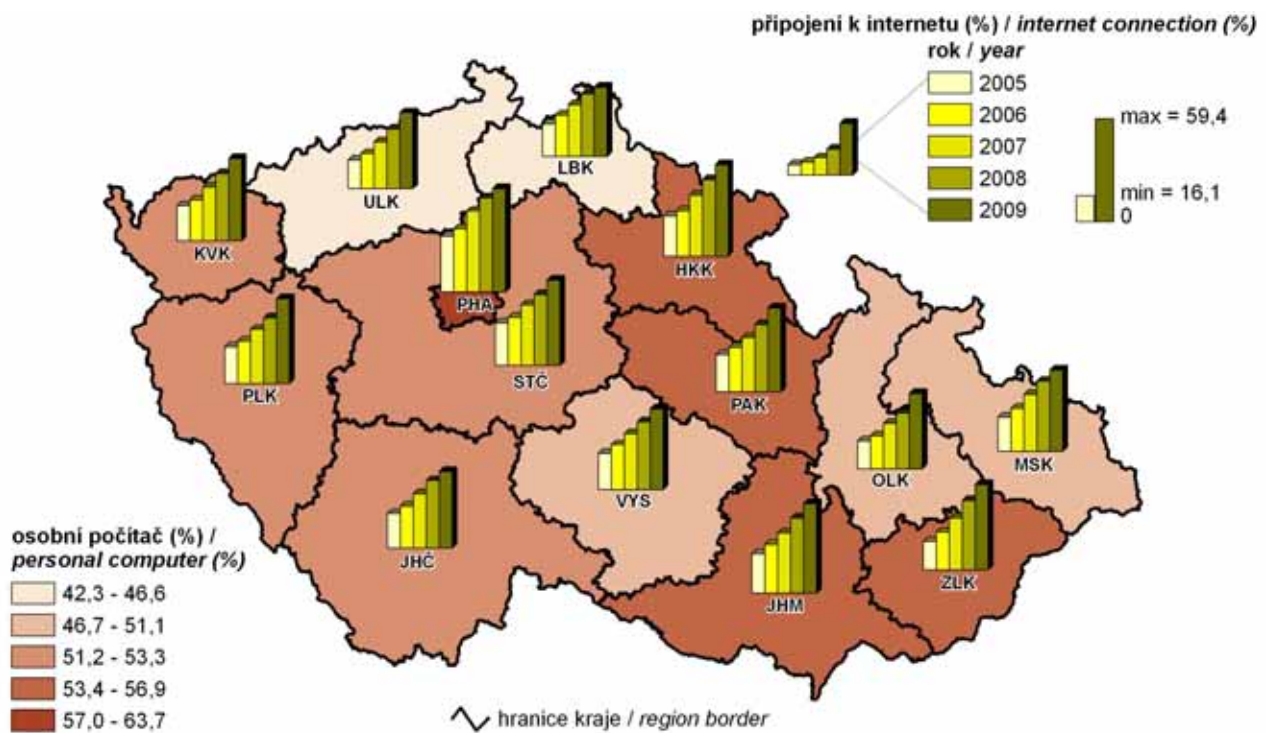 připojení k internetu (%) / internet connection (%)
rok / year
2005
2006
2007
2008
2009
max = 59,4
min = 16,1
0
LBK
ULK
KVK
HKK
PHA
STČ
PLK
PAK
MSK
OLK
VYS
JHČ
ZLK
JHM
osobní počítač (%) /
personal computer (%)
42,3 - 46,6
46,7 - 51,1
51,2 - 53,3
53,4 - 56,9
57,0 - 63,7
hranice kraje / region border